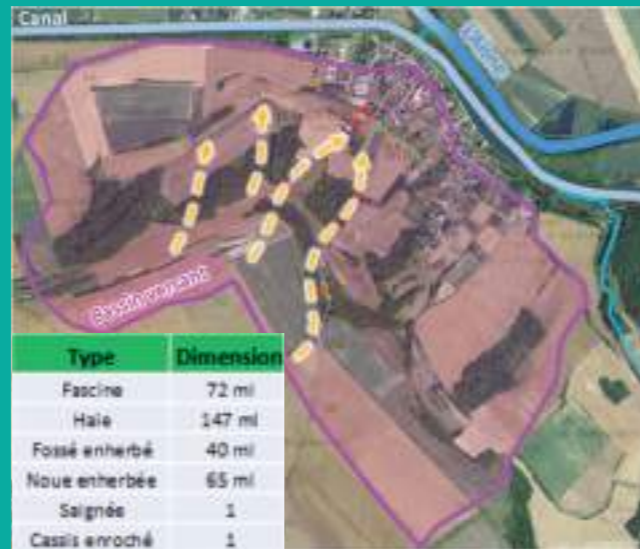 Canal
Bassin versant
Type Dimension
Fascine 72 ml
Haie 147 ml
Fossé enherbé 40 ml
Noue enherbée 65 ml
Saignée 1
Cassis enroché 1